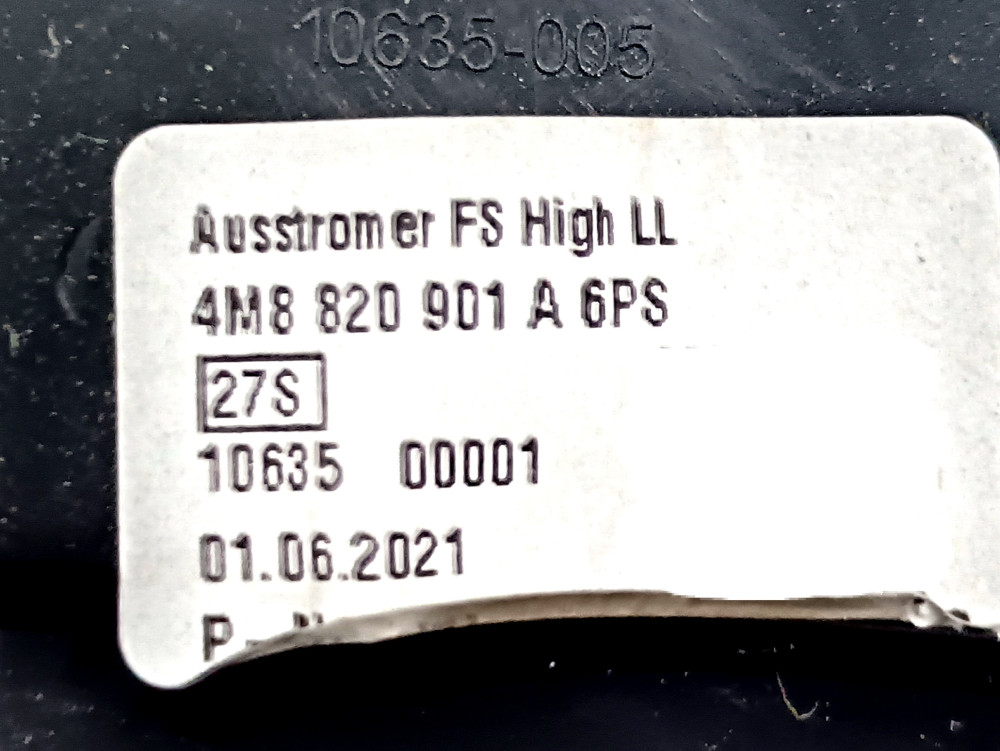 10635-005
Ausstromer FS High LL
4M8 820 901 A 6PS
27S
10635 00001
01.06.2021